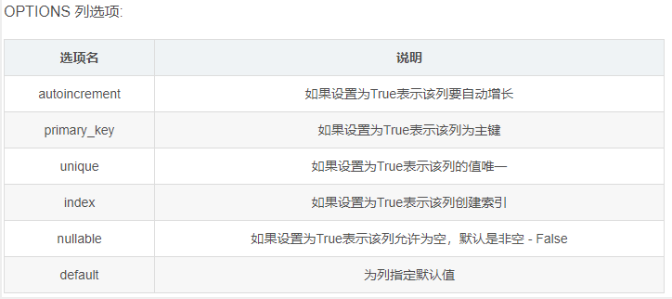 OPTIONS 列选项:
选项名 说明
autoincrement 如果设置为True表示该列要自动增长
primary_key 如果设置为True表示该列为主键
unique 如果设置为True表示该列的值唯一
index 如果设置为True表示该列创建索引
nullable 如果设置为True表示该列允许为空，默认是非空 - False
default 为列指定默认值